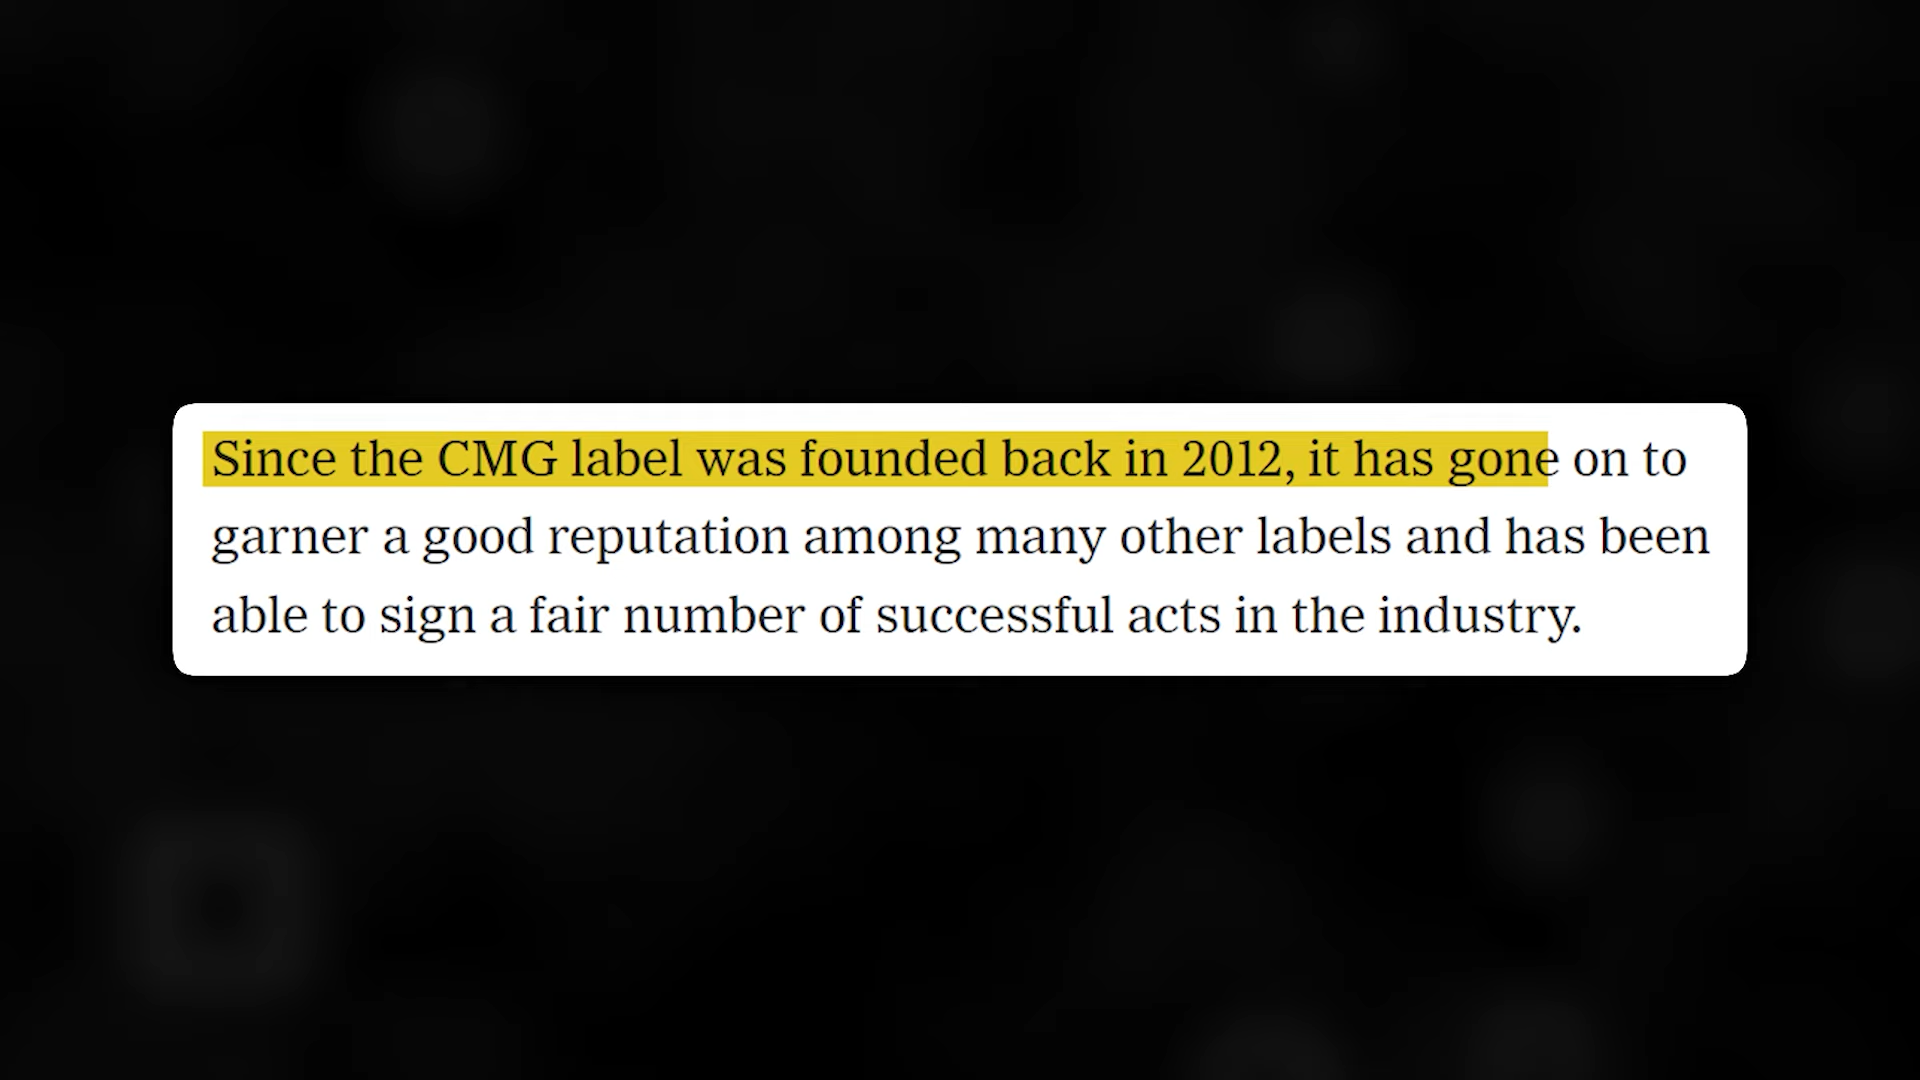 Since the CMG label was founded back in 2012, it has gone on to
garner a good reputation among many other labels and has been
able to sign a fair number of successful acts in the industry.